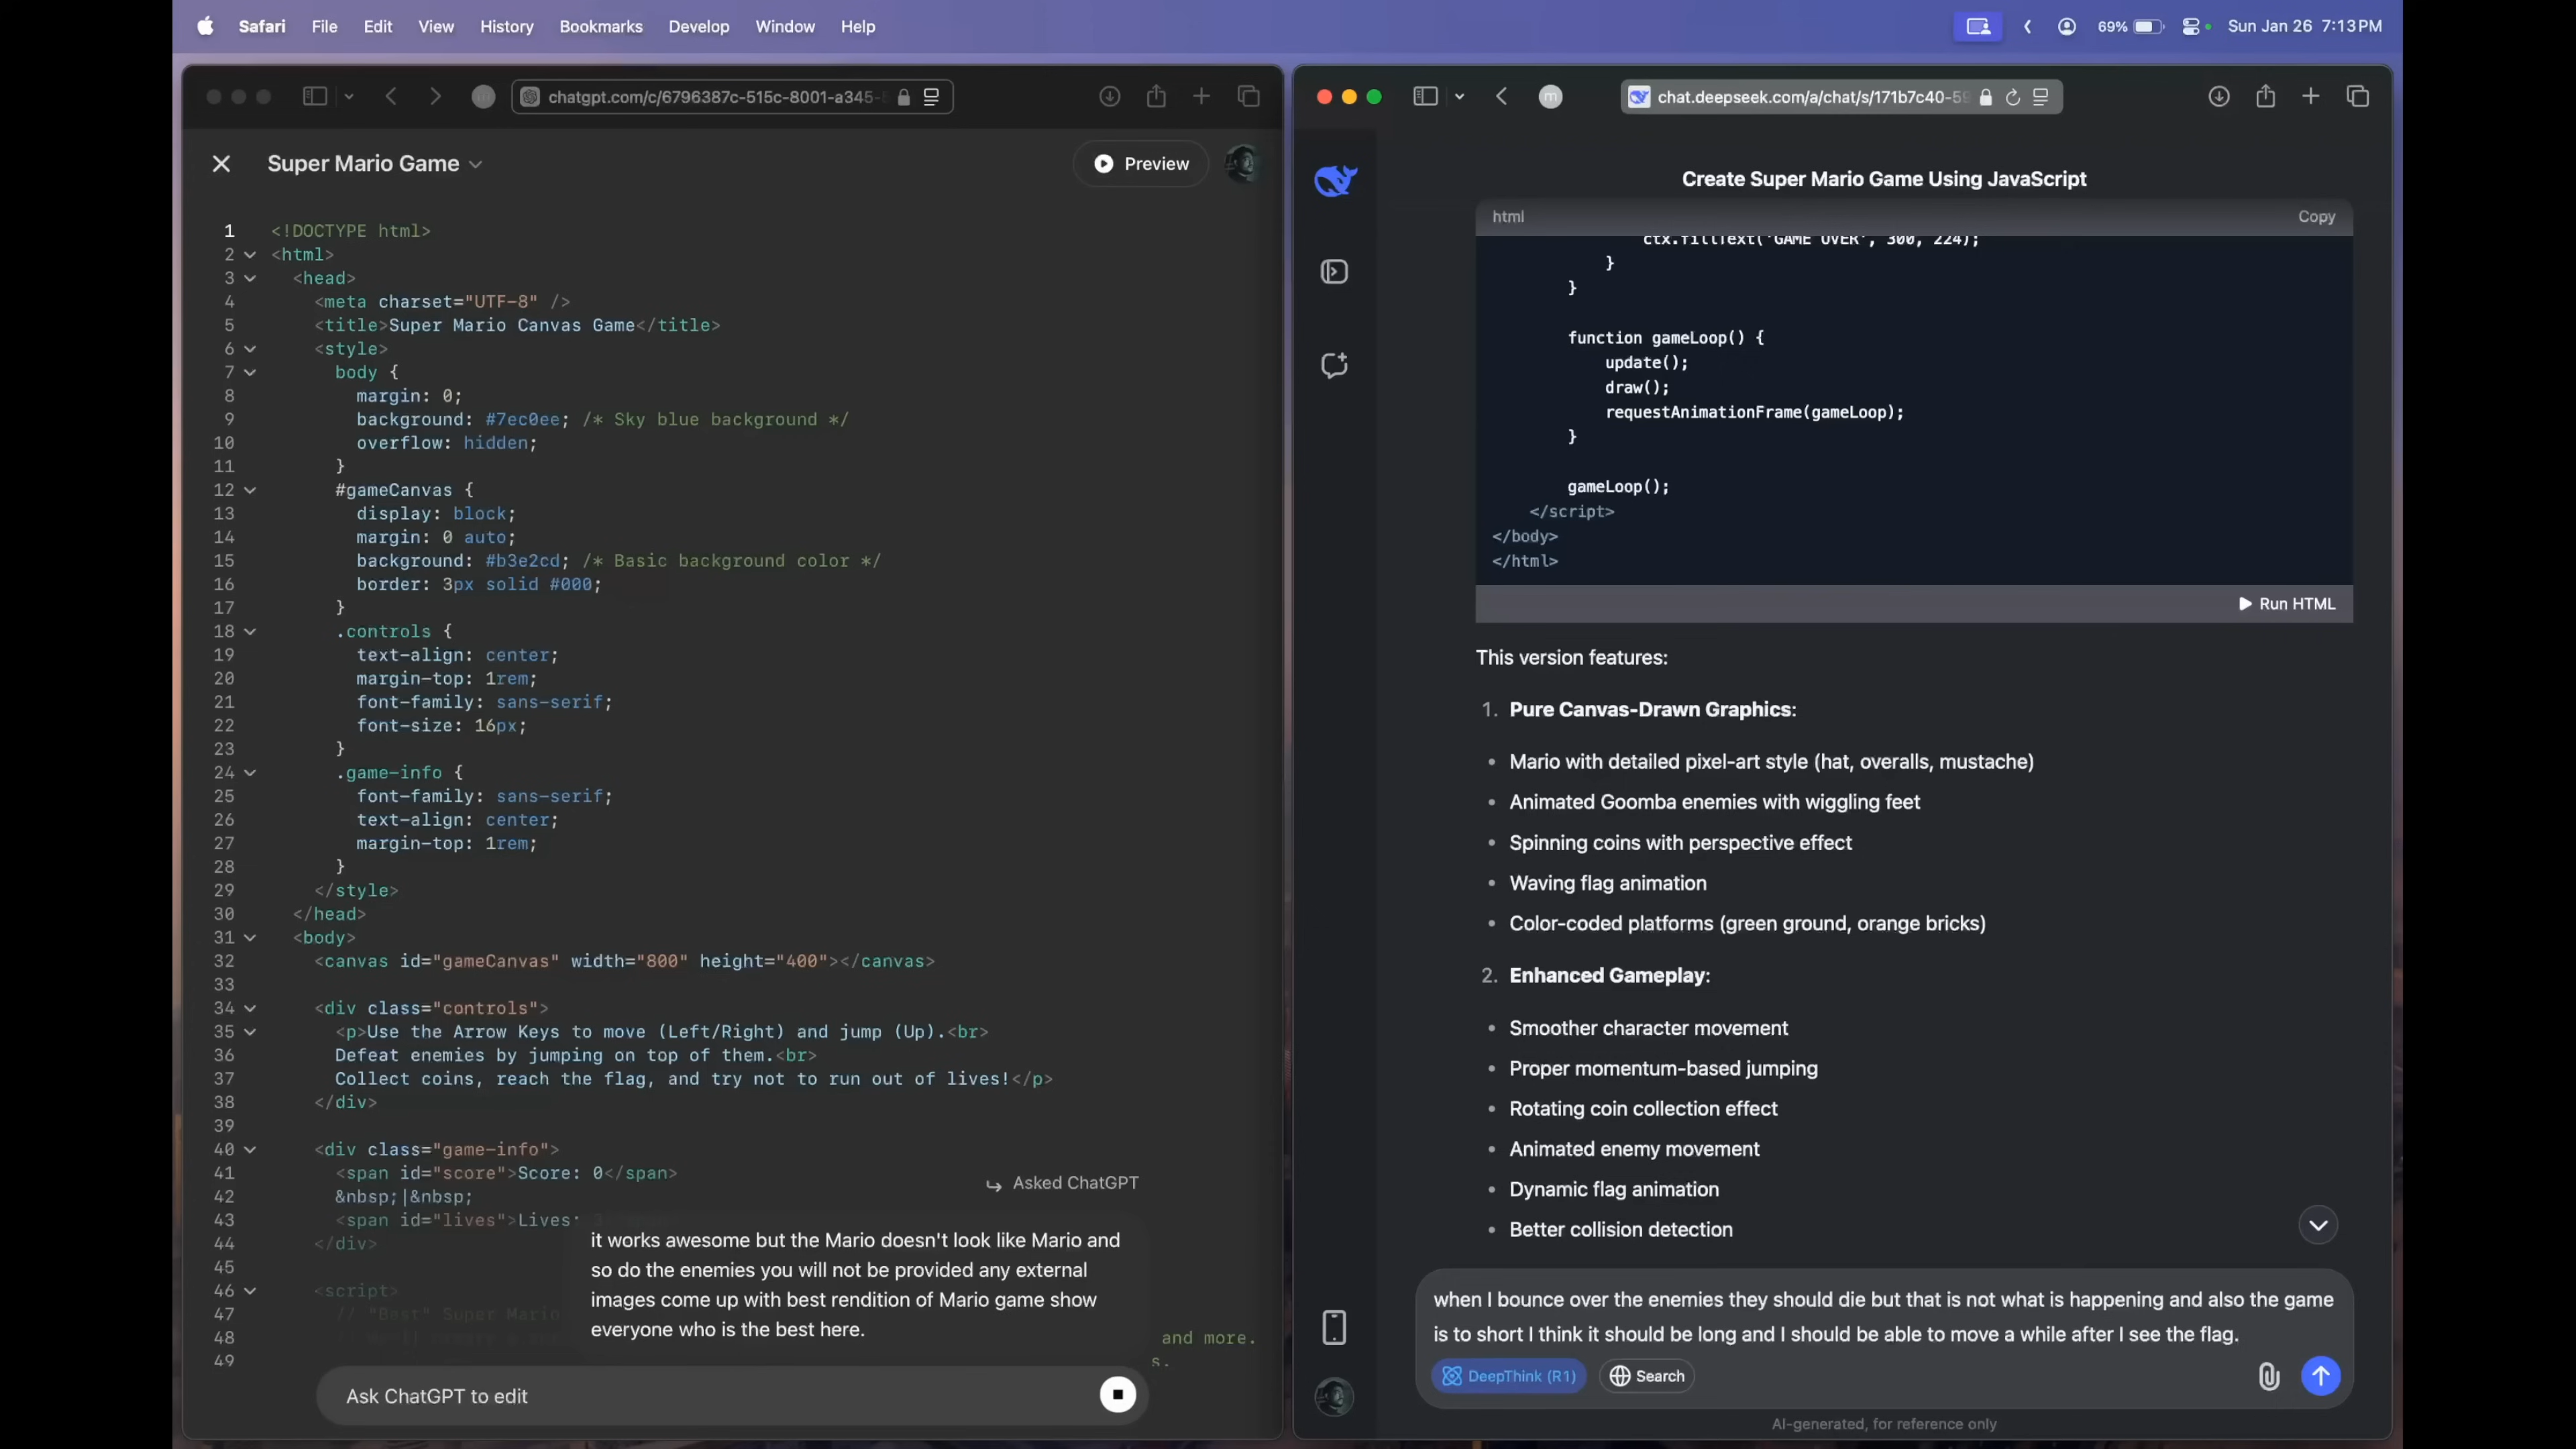 Safari File Edit View History Bookmarks Develop Window Help
69% Sun Jan 26 7:13 PM
chatgpt.com/c/6796387c-515c-8001-a345-
Super Mario Game
Preview
1 <!DOCTYPE html>
2 <html>
3 <head>
4 <meta charset="UTF-8" />
5 <title>Super Mario Canvas Game</title>
6 <style>
7 body {
8 margin: 0;
9 background: #7ec0ee; /* Sky blue background */
10 overflow: hidden;
11 }
12 #gameCanvas {
13 display: block;
14 margin: 0 auto;
15 background: #b3e2cd; /* Basic background color */
16 border: 3px solid #000;
17 }
18 .controls {
19 text-align: center;
20 margin-top: 1rem;
21 font-family: sans-serif;
22 font-size: 16px;
23 }
24 .game-info {
25 font-family: sans-serif;
26 text-align: center;
27 margin-top: 1rem;
28 }
29 </style>
30 </head>
31 <body>
32 <canvas id="gameCanvas" width="800" height="400"></canvas>
33
34 <div class="controls">
35 <p>Use the Arrow Keys to move (Left/Right) and jump (Up).<br>
36 Defeat enemies by jumping on top of them.<br>
37 Collect coins, reach the flag, and try not to run out of lives!</p>
38 </div>
39
40 <div class="game-info">
41 <span id="score">Score: 0</span>
42 &nbsp;|&nbsp;
43 <span id="lives">Lives:
44 </div>
45
46 <script>
47 // "Best" Super Mario
48 and more.
49 s.
Asked ChatGPT
it works awesome but the Mario doesn't look like Mario and
so do the enemies you will not be provided any external
images come up with best rendition of Mario game show
everyone who is the best here.
Ask ChatGPT to edit
chat.deepseek.com/a/chat/s/171b7c40-59
Create Super Mario Game Using JavaScript
html Copy
ctx.fillText('GAME OVER', 300, 224);
}
}
function gameLoop() {
update();
draw();
requestAnimationFrame(gameLoop);
}
gameLoop();
</script>
</body>
</html>
Run HTML
This version features:
1. Pure Canvas-Drawn Graphics:
• Mario with detailed pixel-art style (hat, overalls, mustache)
• Animated Goomba enemies with wiggling feet
• Spinning coins with perspective effect
• Waving flag animation
• Color-coded platforms (green ground, orange bricks)
2. Enhanced Gameplay:
• Smoother character movement
• Proper momentum-based jumping
• Rotating coin collection effect
• Animated enemy movement
• Dynamic flag animation
• Better collision detection
when I bounce over the enemies they should die but that is not what is happening and also the game
is to short I think it should be long and I should be able to move a while after I see the flag.
DeepThink (R1) Search
AI-generated, for reference only